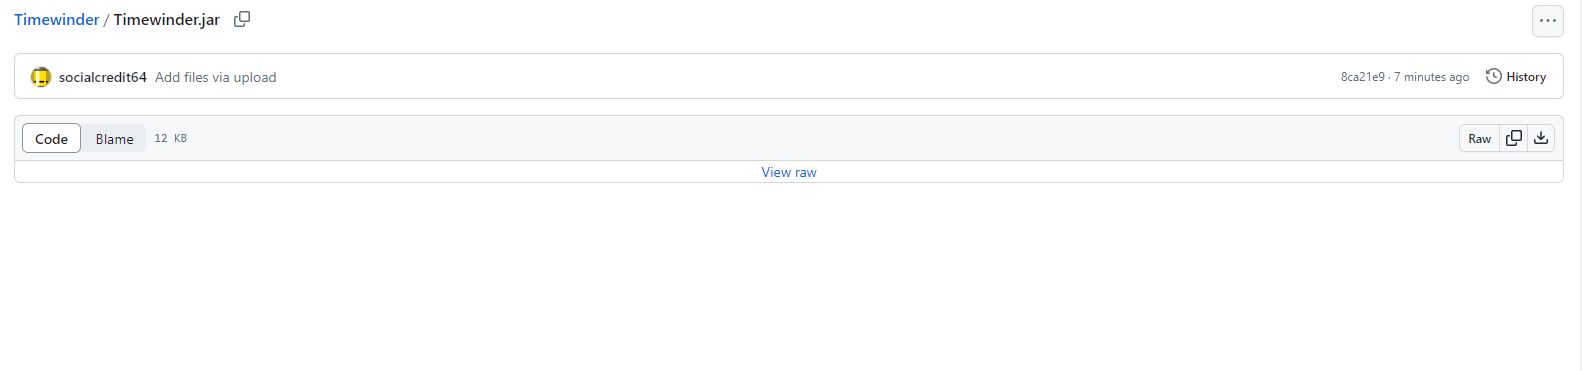 Timewinder / Timewinder.jar
socialcredit64 Add files via upload 8ca21e9 · 7 minutes ago History
Code Blame 12 KB Raw
View raw